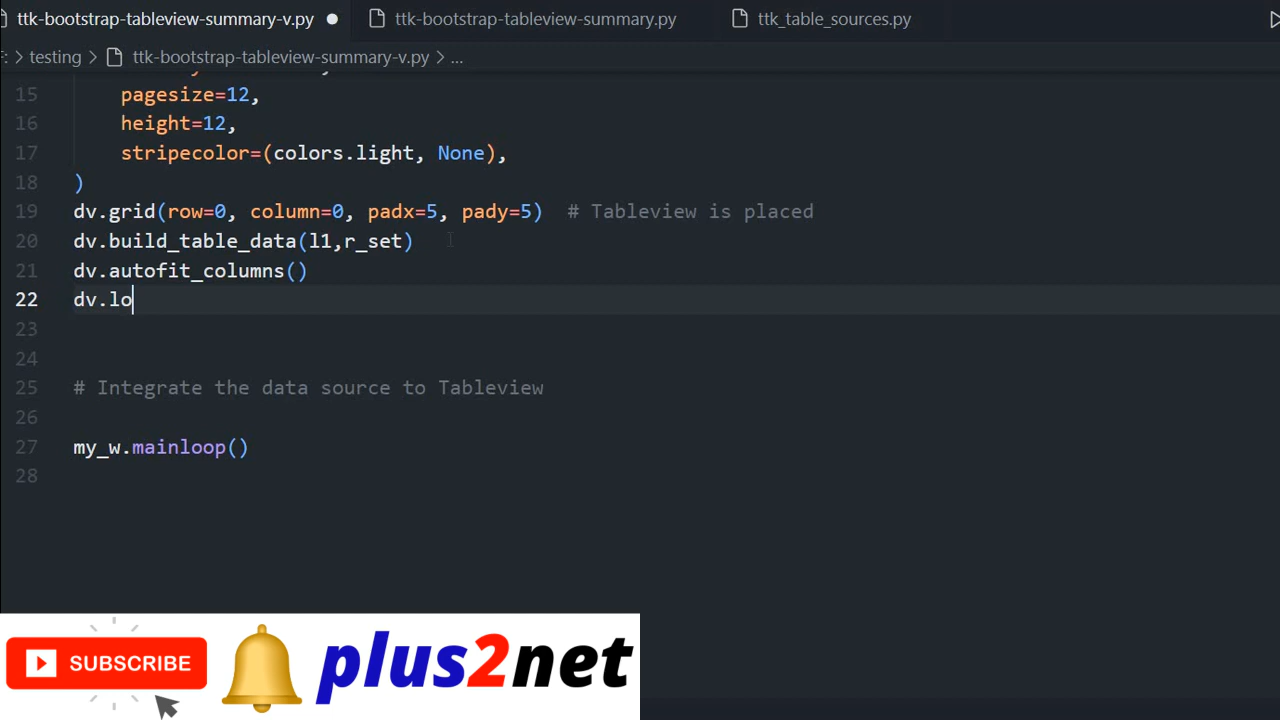 ttk-bootstrap-tableview-summary-v.py ttk-bootstrap-tableview-summary.py ttk_table_sources.py
testing > ttk-bootstrap-tableview-summary-v.py > ...
15 pagesize=12,
16 height=12,
17 stripecolor=(colors.light, None),
18 )
19 dv.grid(row=0, column=0, padx=5, pady=5) # Tableview is placed
20 dv.build_table_data(l1,r_set)
21 dv.autofit_columns()
22 dv.lo
23
24
25 # Integrate the data source to Tableview
26
27 my_w.mainloop()
28
SUBSCRIBE
plus2net